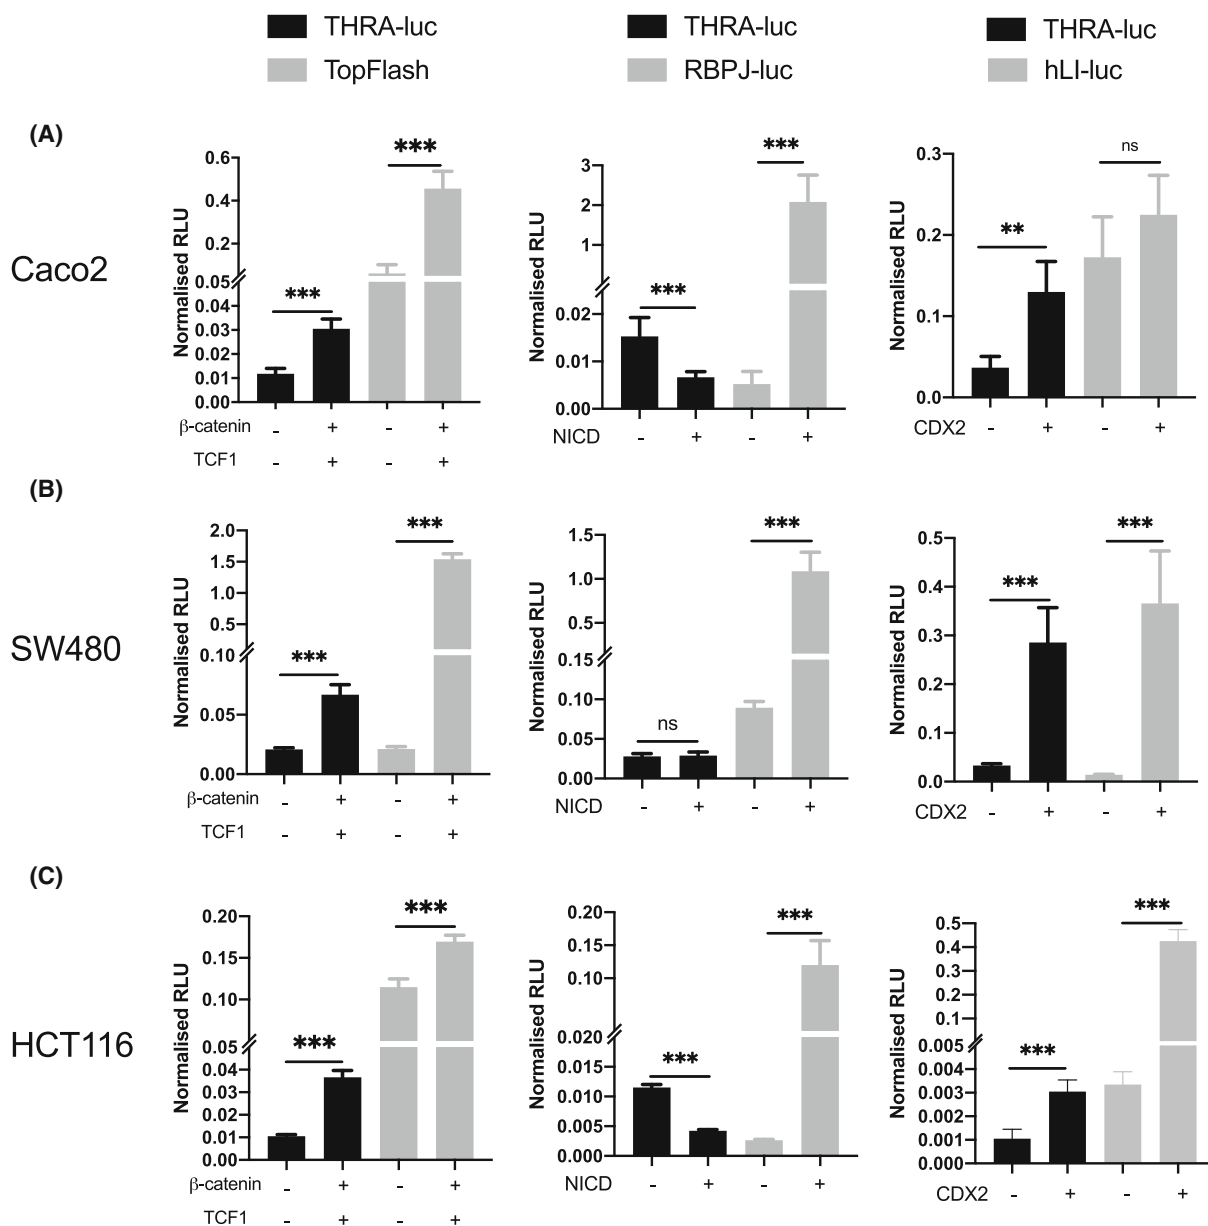 THRA-luc
TopFlash
THRA-luc
RBPJ-luc
THRA-luc
hLI-luc
(A)
Caco2
Normalised RLU
0.6
0.4
0.2
0.05
0.04
0.03
0.02
0.01
0.00
***
***
β-catenin - + - +
TCF1 - + - +
Normalised RLU
3
2
1
0.02
0.01
0.00
***
***
NICD - + - +
Normalised RLU
0.3
0.2
0.1
0.0
**
ns
CDX2 - + - +
(B)
SW480
Normalised RLU
2.0
1.5
1.0
0.5
0.10
0.05
0.00
***
***
β-catenin - + - +
TCF1 - + - +
Normalised RLU
1.5
1.0
0.5
0.15
0.10
0.05
0.00
ns
***
NICD - + - +
Normalised RLU
0.5
0.4
0.3
0.2
0.1
0.0
***
***
CDX2 - + - +
(C)
HCT116
Normalised RLU
0.20
0.15
0.10
0.05
0.04
0.03
0.02
0.01
0.00
***
***
β-catenin - + - +
TCF1 - + - +
Normalised RLU
0.20
0.15
0.10
0.020
0.015
0.010
0.005
0.000
***
***
NICD - + - +
Normalised RLU
0.5
0.4
0.3
0.2
0.1
0.005
0.004
0.003
0.002
0.001
0.000
***
***
CDX2 - + - +